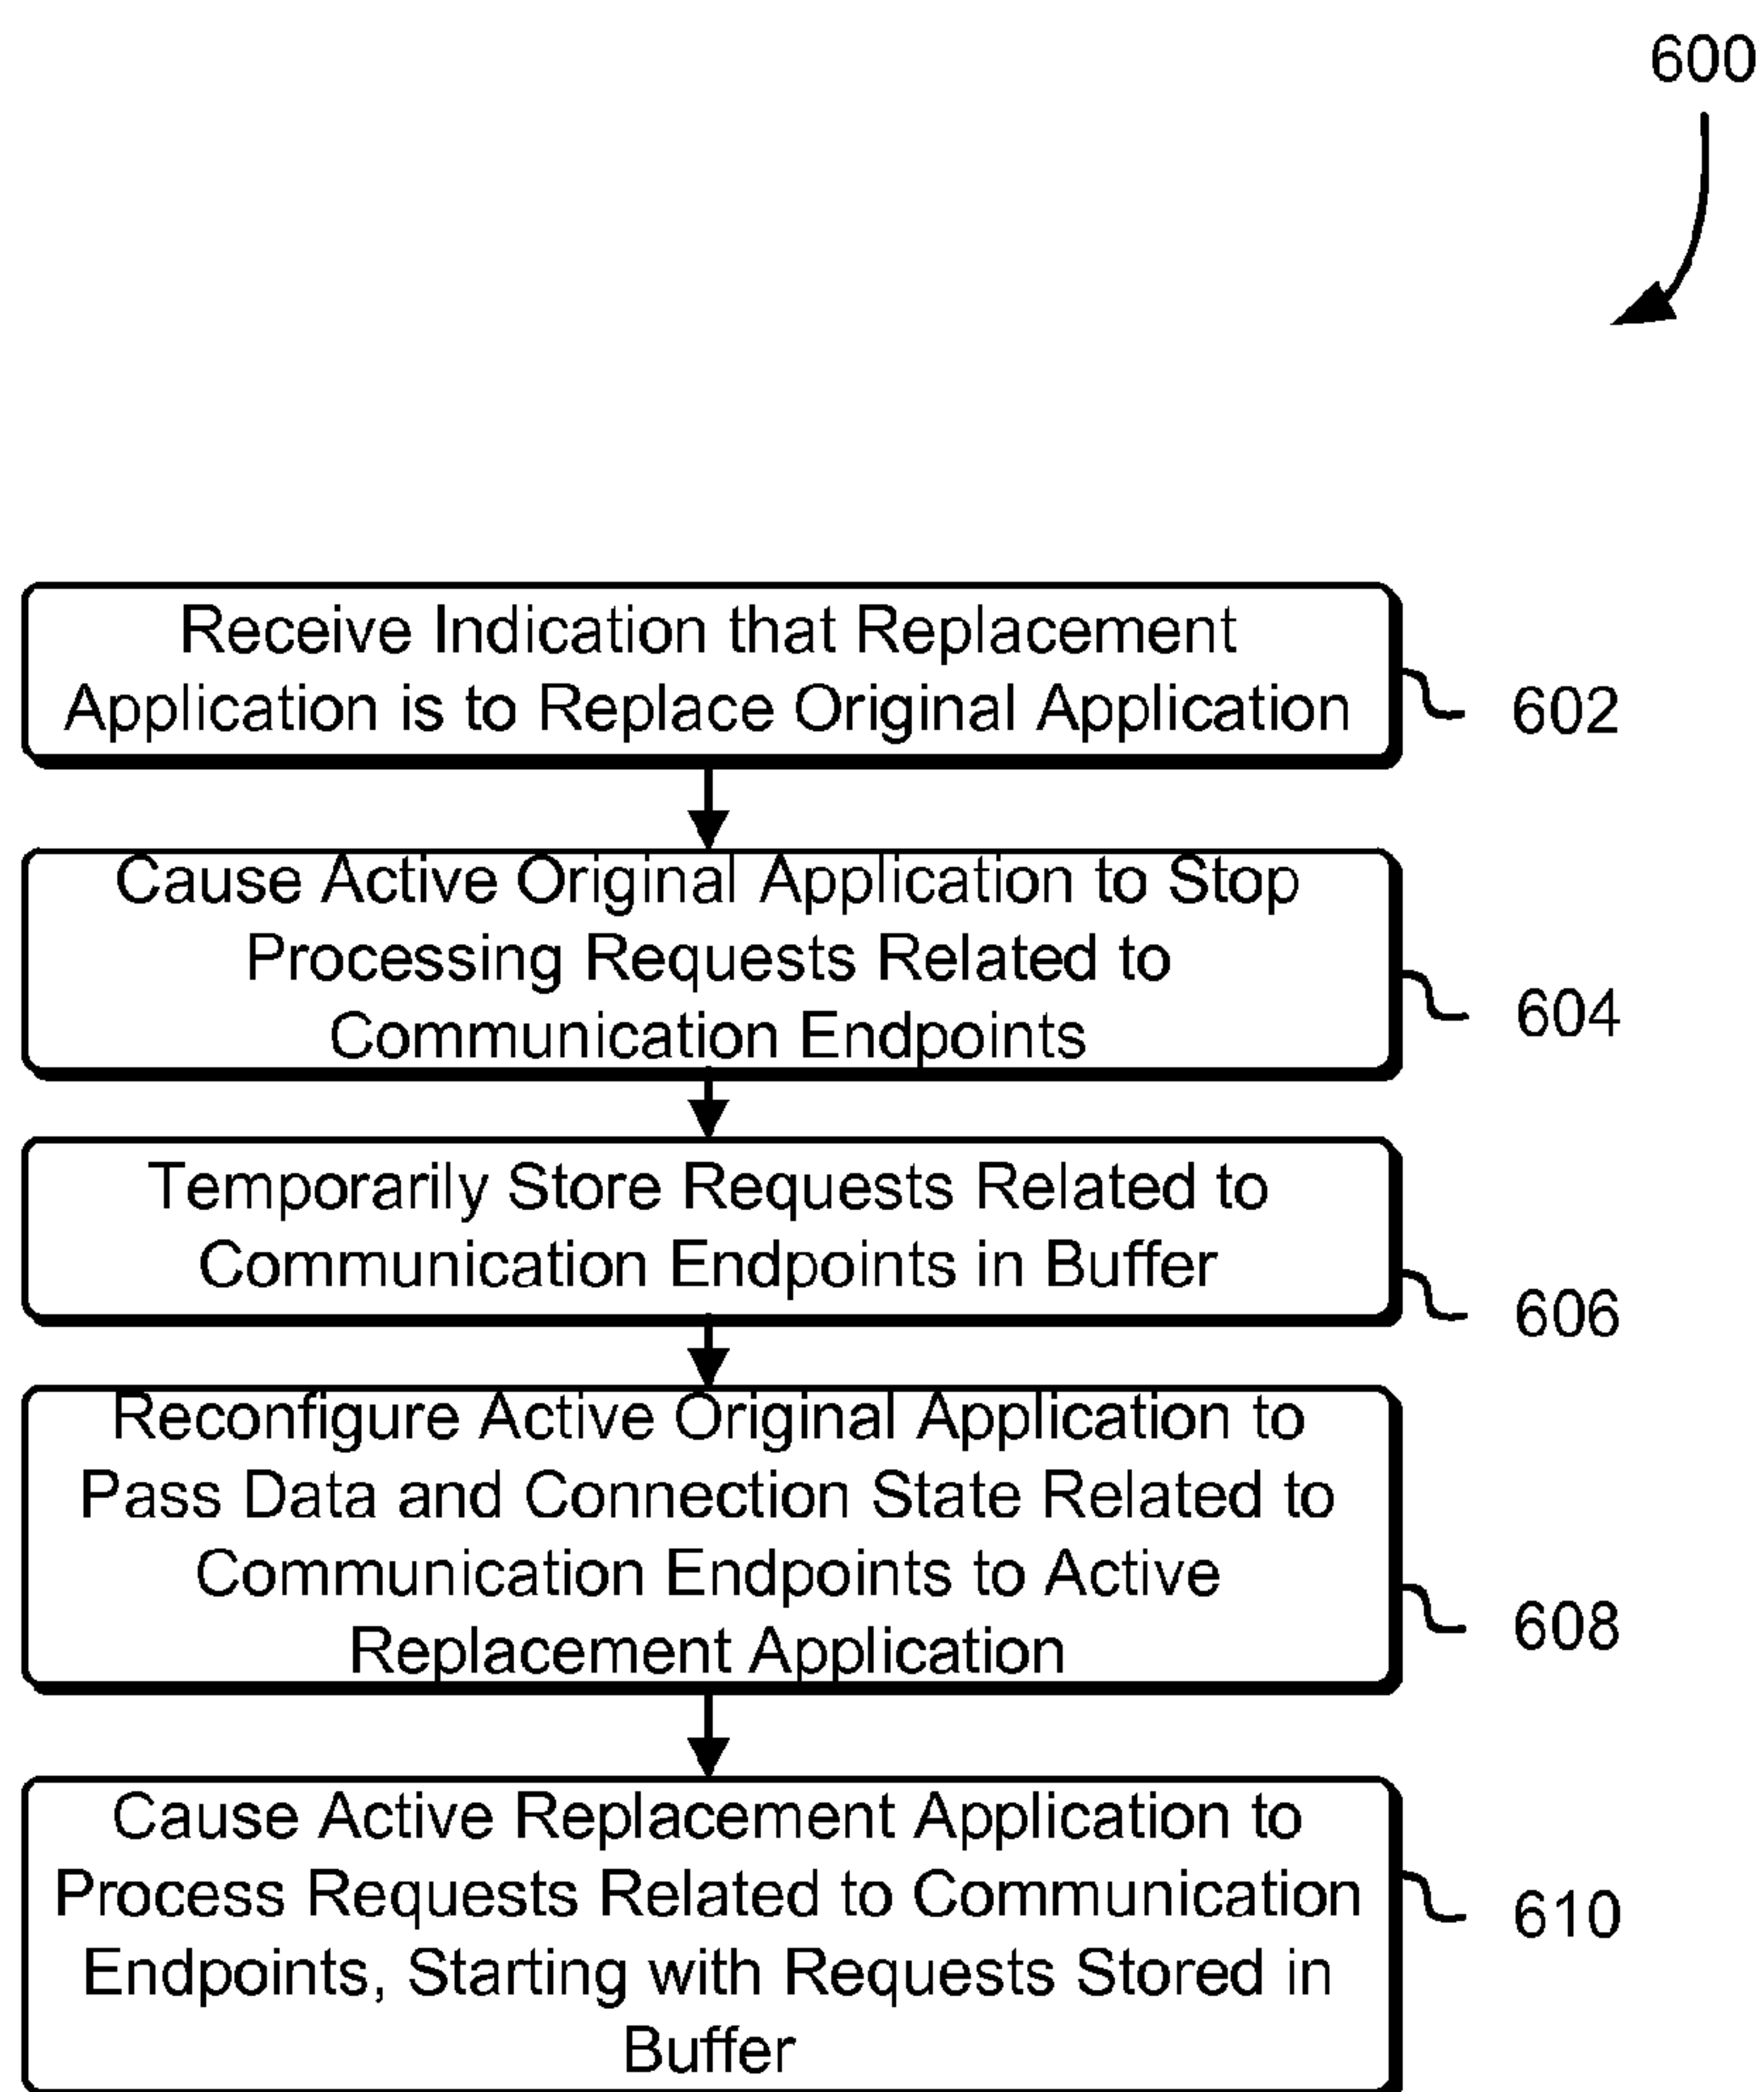 600
Receive Indication that Replacement
Application is to Replace Original Application
602
Cause Active Original Application to Stop
Processing Requests Related to
Communication Endpoints
604
Temporarily Store Requests Related to
Communication Endpoints in Buffer
606
Reconfigure Active Original Application to
Pass Data and Connection State Related to
Communication Endpoints to Active
Replacement Application
608
Cause Active Replacement Application to
Process Requests Related to Communication
Endpoints, Starting with Requests Stored in
Buffer
610